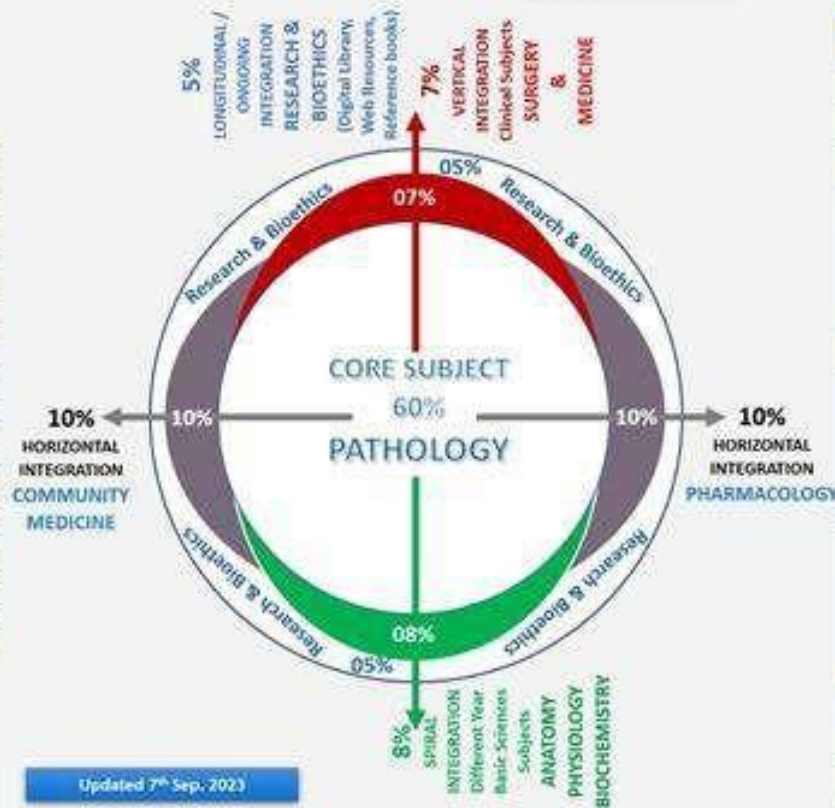 5%
LONGITUDINAL /
ONGOING
INTEGRATION
RESEARCH &
BIOETHICS
(Digital Library,
Web Resources,
Reference books)
7%
VERTICAL
INTEGRATION
Clinical Subjects
SURGERY
&
MEDICINE
05%
Research & Bioethics
Research & Bioethics
07%
CORE SUBJECT
60%
PATHOLOGY
10%
10%
10%
HORIZONTAL
INTEGRATION
COMMUNITY
MEDICINE
10%
HORIZONTAL
INTEGRATION
PHARMACOLOGY
Research & Bioethics
Research & Bioethics
08%
05%
8%
SPIRAL
INTEGRATION
Different Year
Basic Sciences
Subjects
ANATOMY
PHYSIOLOGY
BIOCHEMISTRY
Updated 7th Sep. 2023